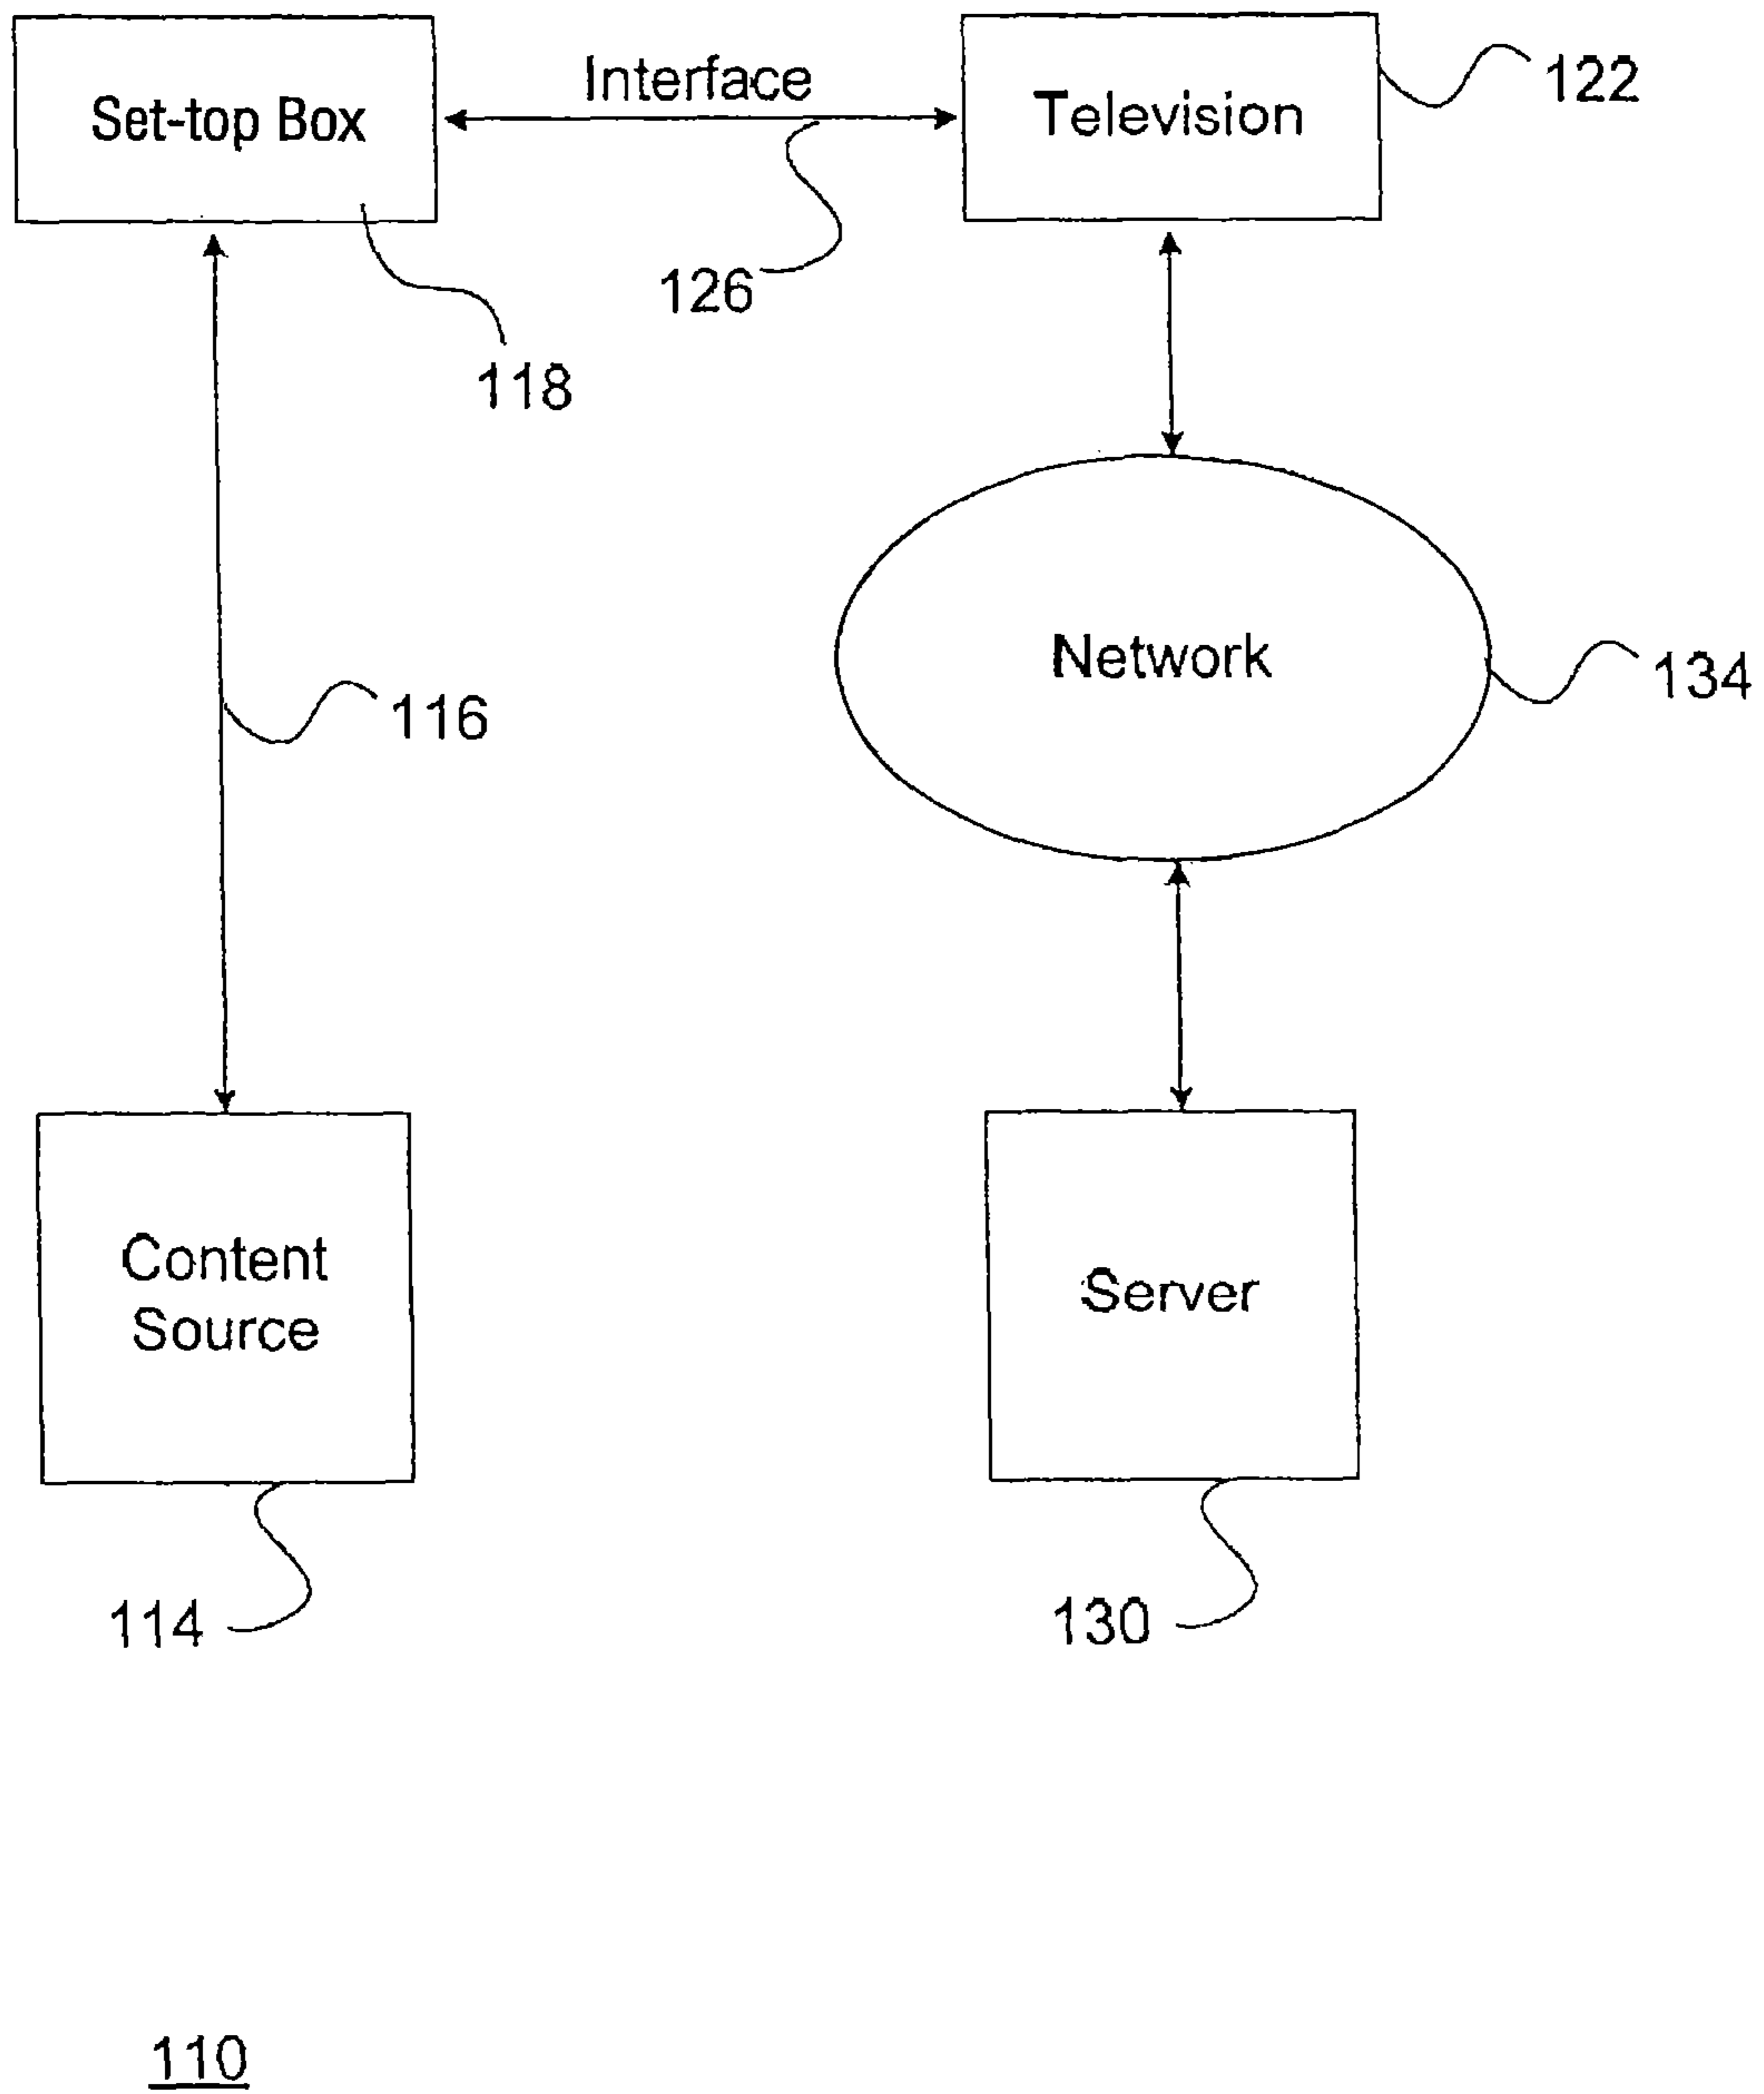 Set-top Box
Interface
Television
122
126
118
Network
134
116
Content
Source
Server
114
130
110